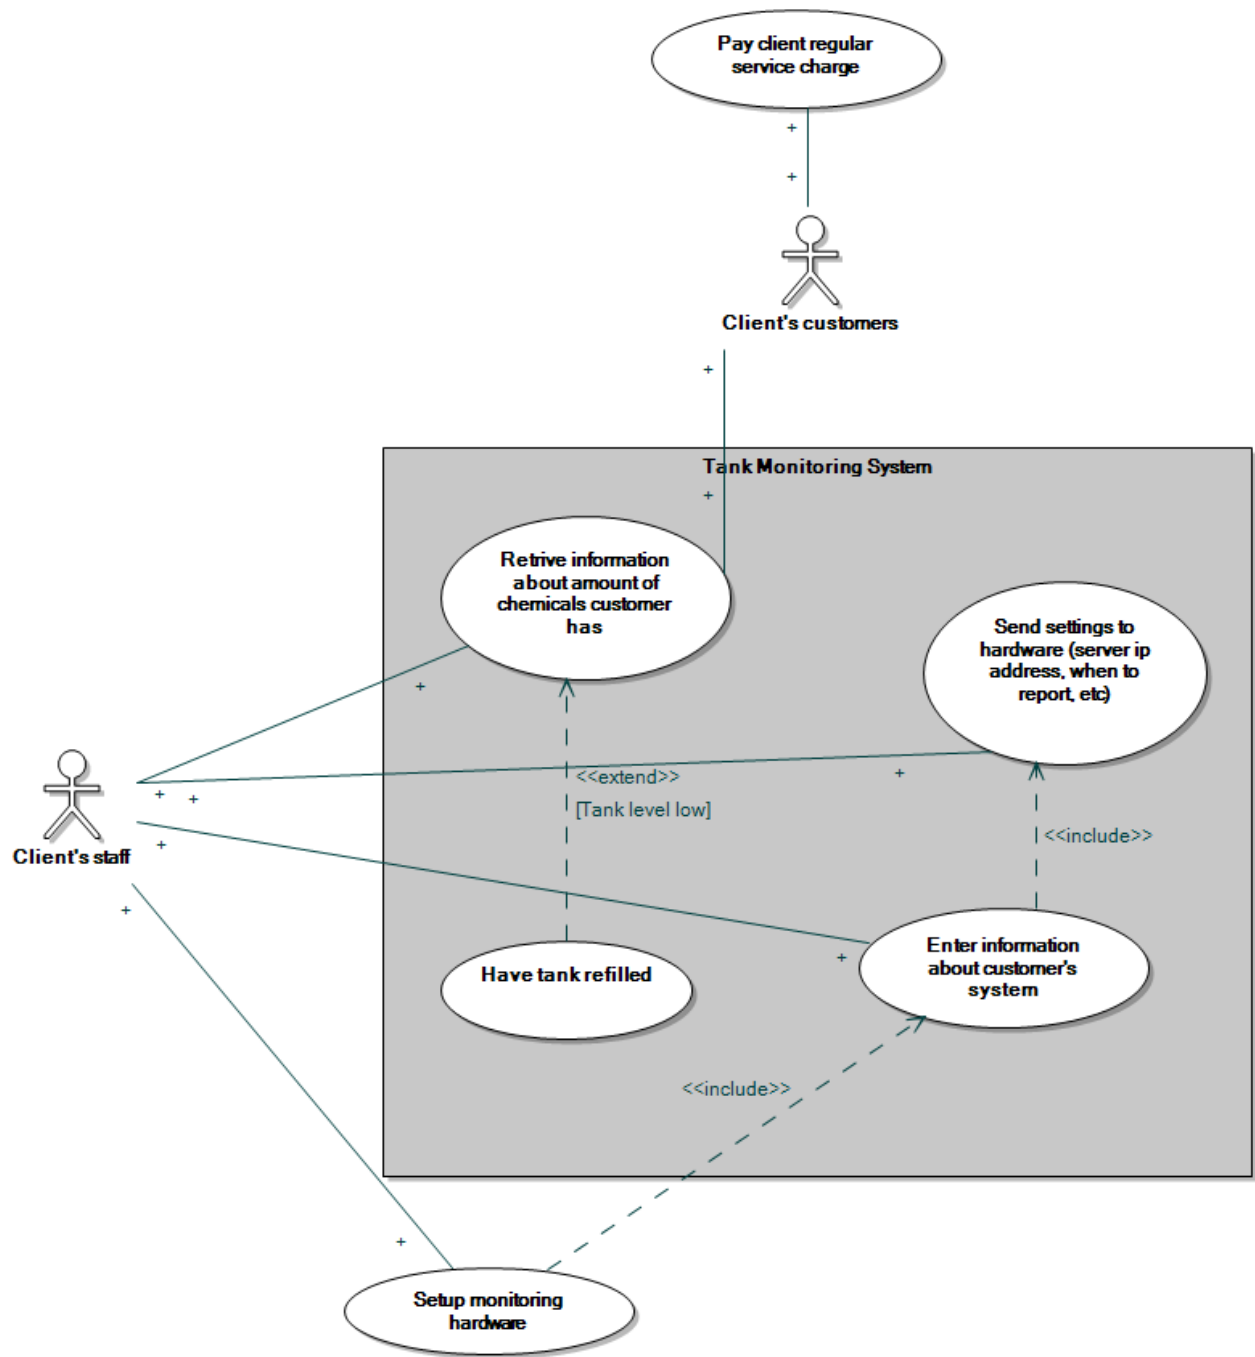 Pay client regular
service charge
+
+
Client's customers
+
Tank Monitoring System
+
Retrive information
about amount of
chemicals customer
has
Send settings to
hardware (server ip
address, when to
report, etc)
+
<<extend>>
+
+
+
[Tank level low]
<<include>>
+
Client's staff
+
Have tank refilled
Enter information
about customer's
system
+
<<include>>
+
Setup monitoring
hardware